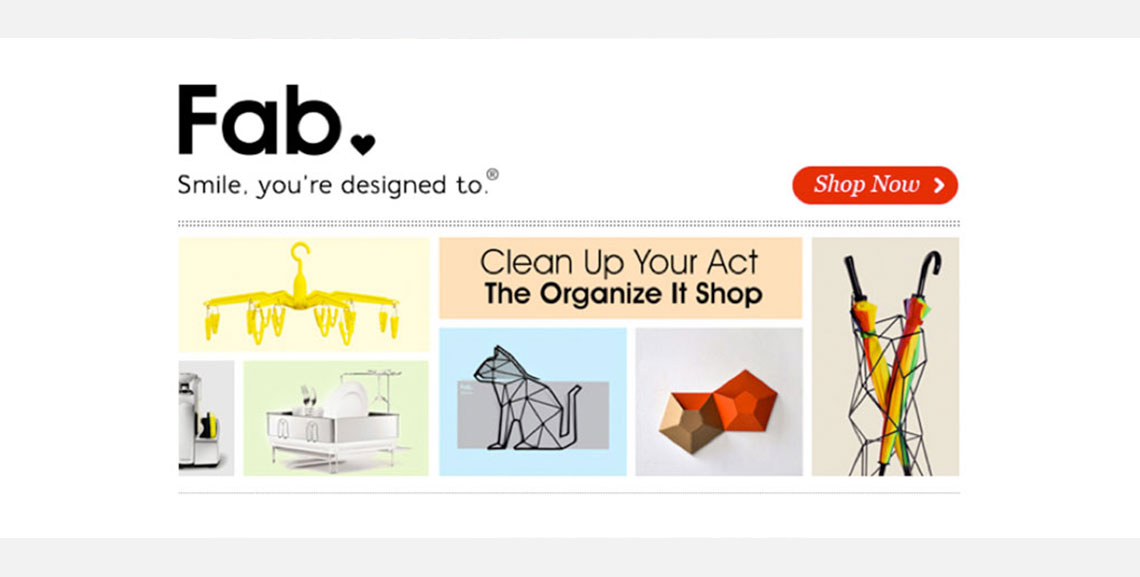 Fab.
Smile, you're designed to.®
Shop Now
Clean Up Your Act
The Organize It Shop